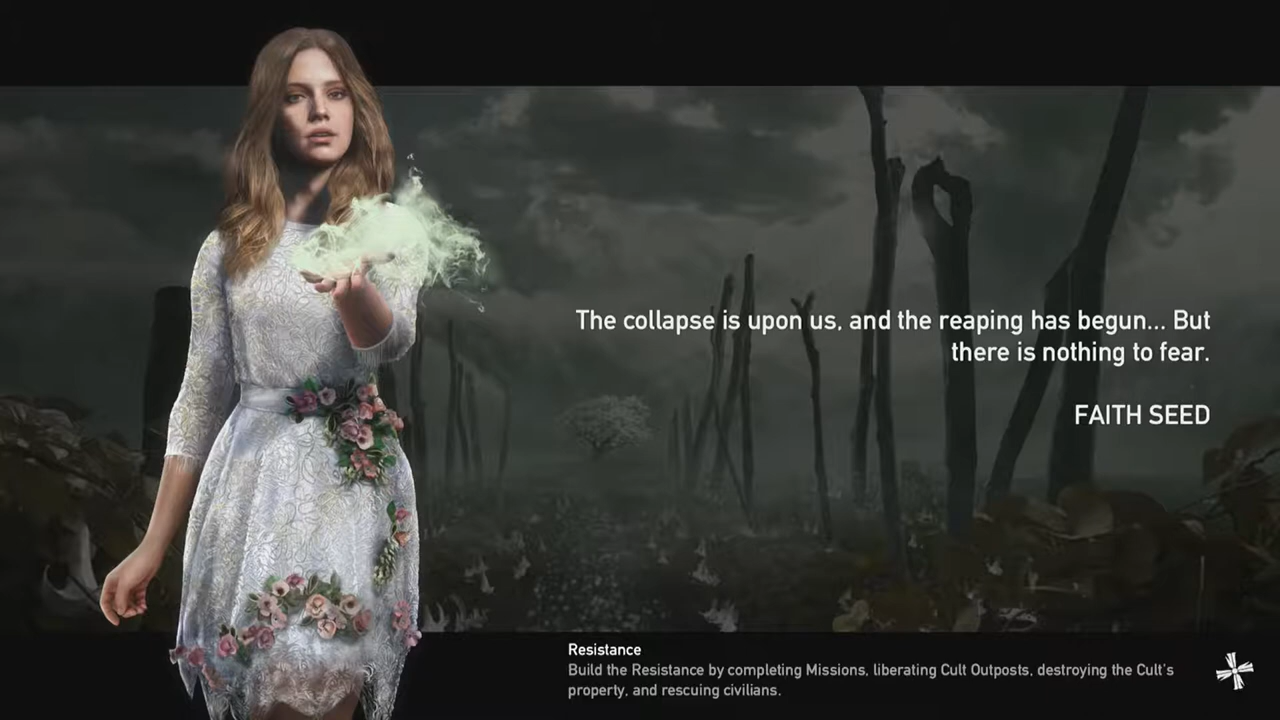 The collapse is upon us, and the reaping has begun... But
there is nothing to fear.
FAITH SEED
Resistance
Build the Resistance by completing Missions, liberating Cult Outposts, destroying the Cult's
property, and rescuing civilians.